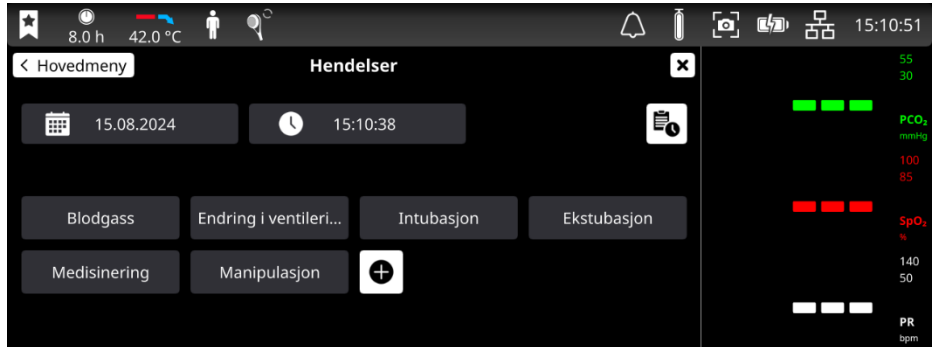 8.0 h 42.0 °C 15:10:51
Hovedmeny Hendelser
15.08.2024 15:10:38
Blodgass Endring i ventileri... Intubasjon Ekstubasjon
Medisinering Manipulasjon
55
30
PCO₂
mmHg
100
85
SpO₂
%
140
50
PR
bpm